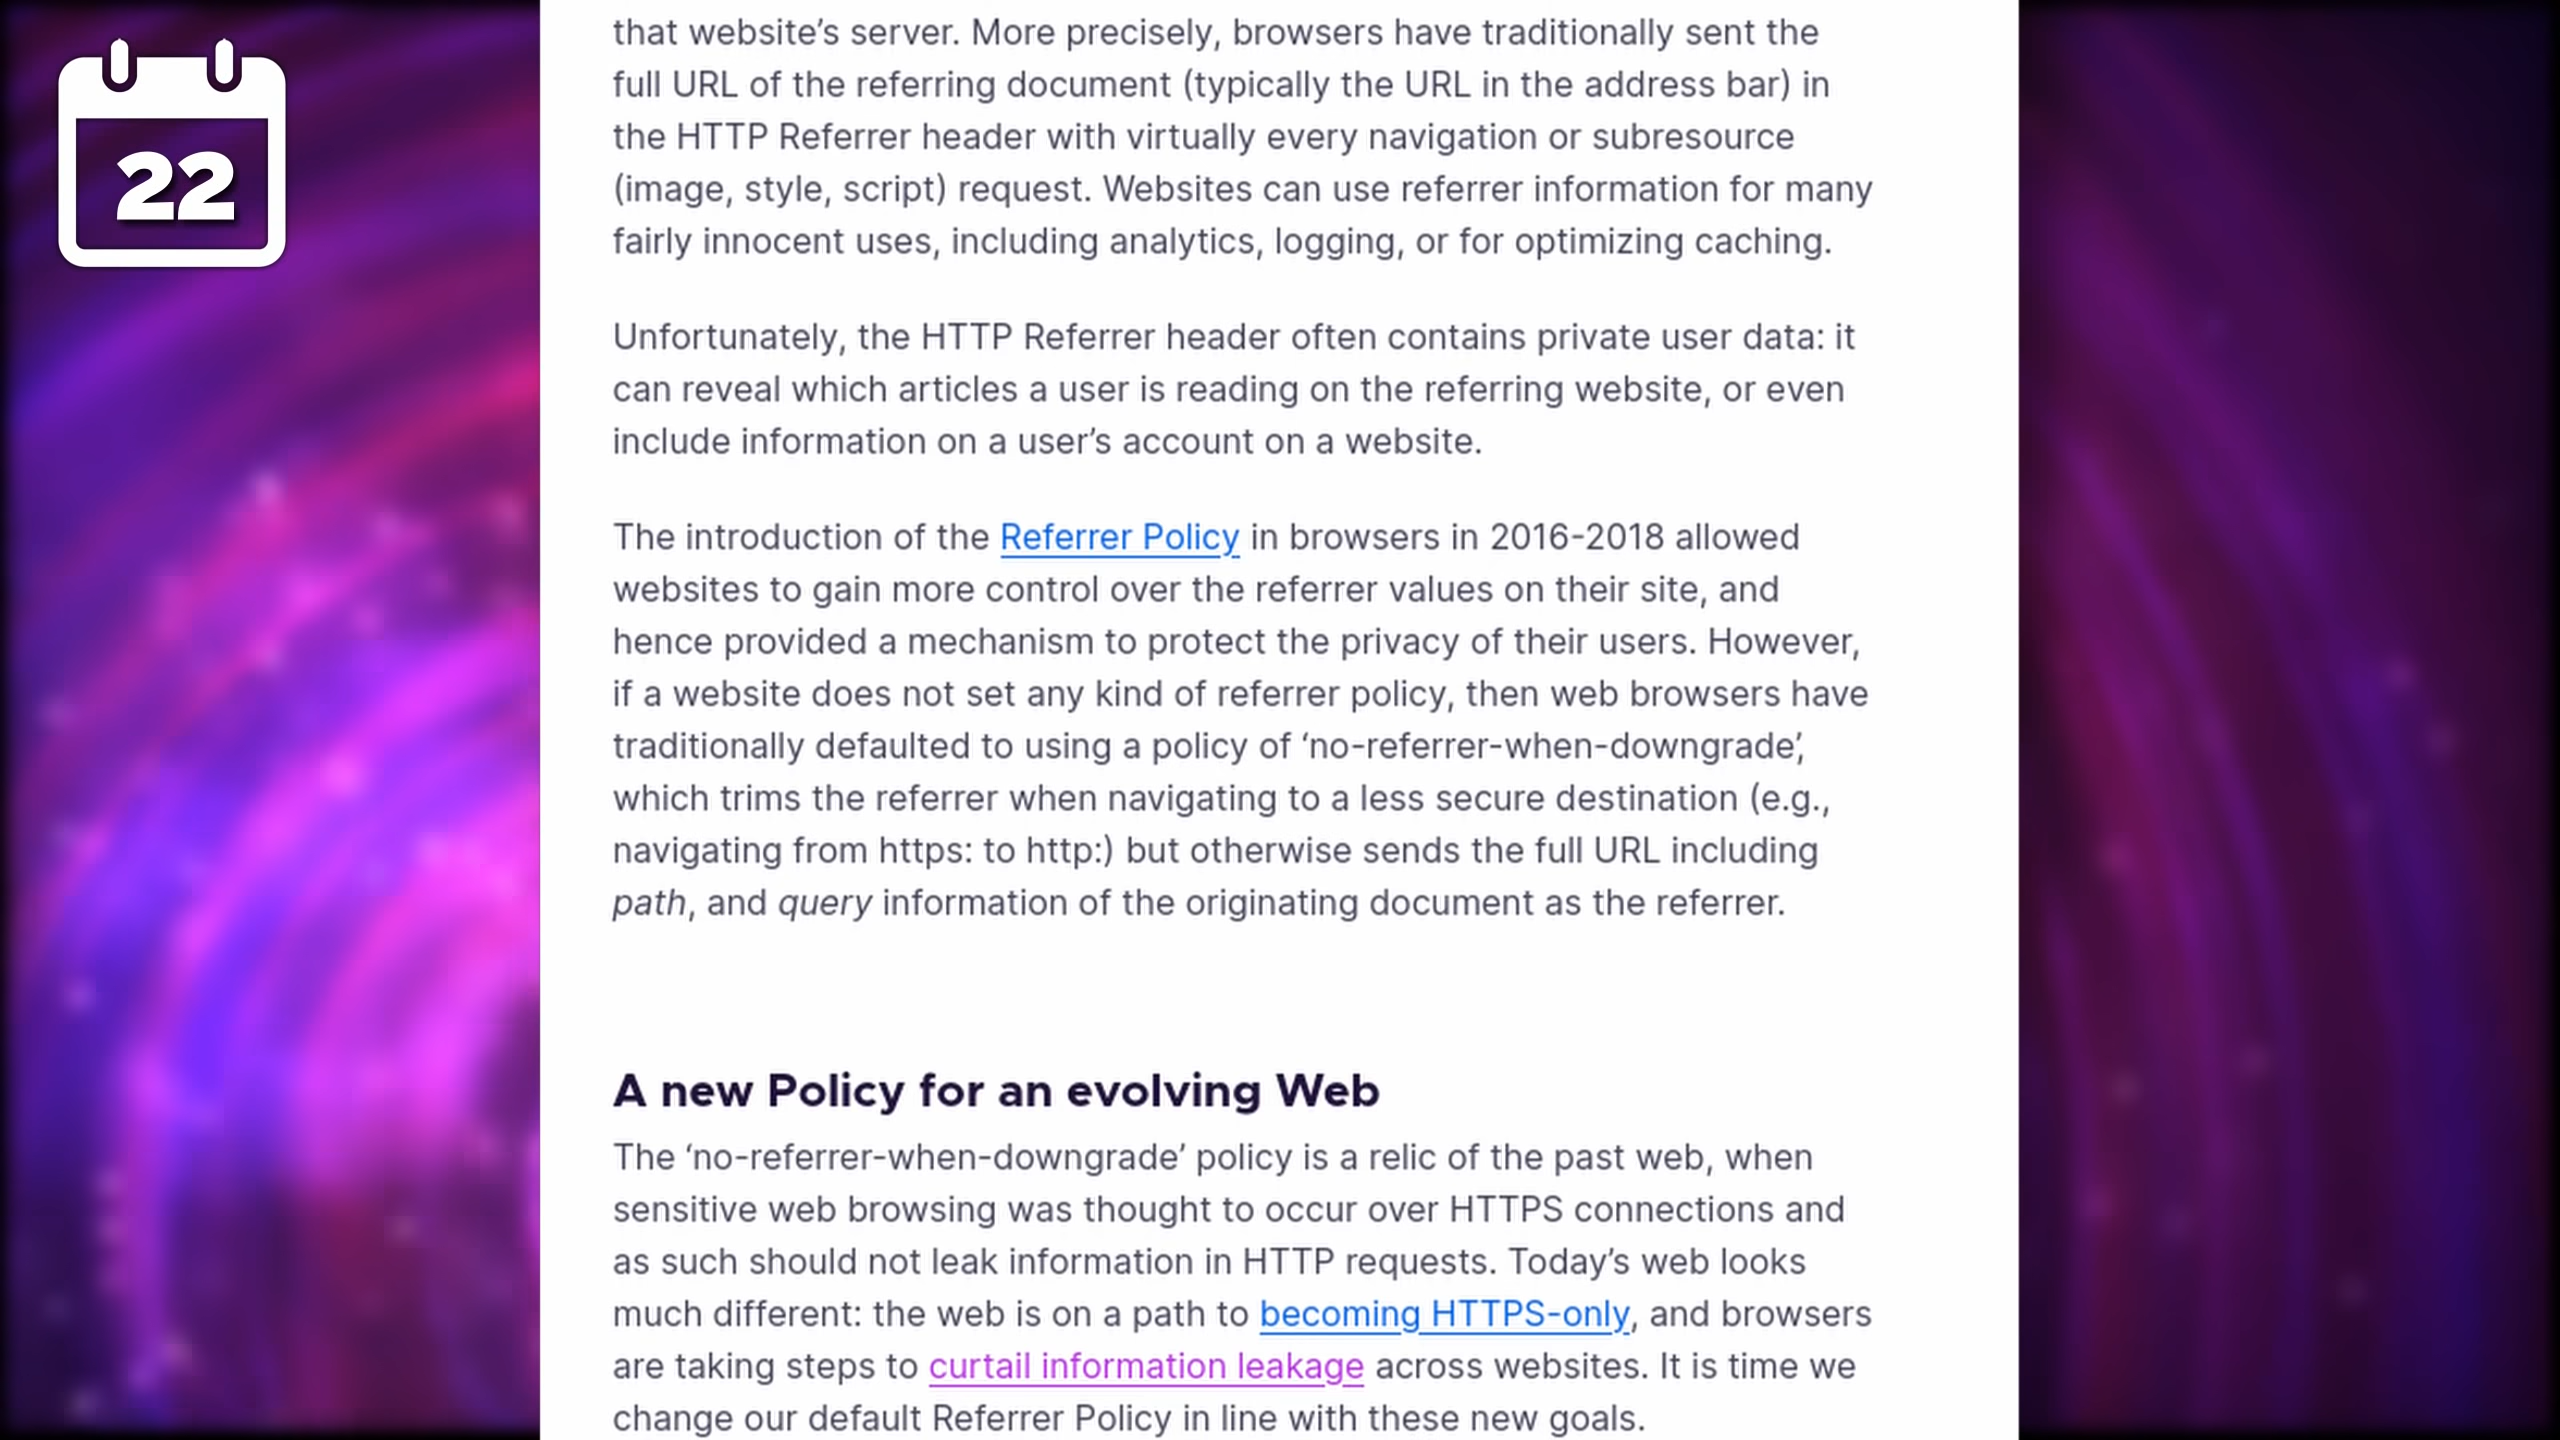 22
that website’s server. More precisely, browsers have traditionally sent the
full URL of the referring document (typically the URL in the address bar) in
the HTTP Referrer header with virtually every navigation or subresource
(image, style, script) request. Websites can use referrer information for many
fairly innocent uses, including analytics, logging, or for optimizing caching.
Unfortunately, the HTTP Referrer header often contains private user data: it
can reveal which articles a user is reading on the referring website, or even
include information on a user’s account on a website.
The introduction of the Referrer Policy in browsers in 2016-2018 allowed
websites to gain more control over the referrer values on their site, and
hence provided a mechanism to protect the privacy of their users. However,
if a website does not set any kind of referrer policy, then web browsers have
traditionally defaulted to using a policy of ‘no-referrer-when-downgrade’,
which trims the referrer when navigating to a less secure destination (e.g.,
navigating from https: to http:) but otherwise sends the full URL including
path, and query information of the originating document as the referrer.
A new Policy for an evolving Web
The ‘no-referrer-when-downgrade’ policy is a relic of the past web, when
sensitive web browsing was thought to occur over HTTPS connections and
as such should not leak information in HTTP requests. Today’s web looks
much different: the web is on a path to becoming HTTPS-only, and browsers
are taking steps to curtail information leakage across websites. It is time we
change our default Referrer Policy in line with these new goals.